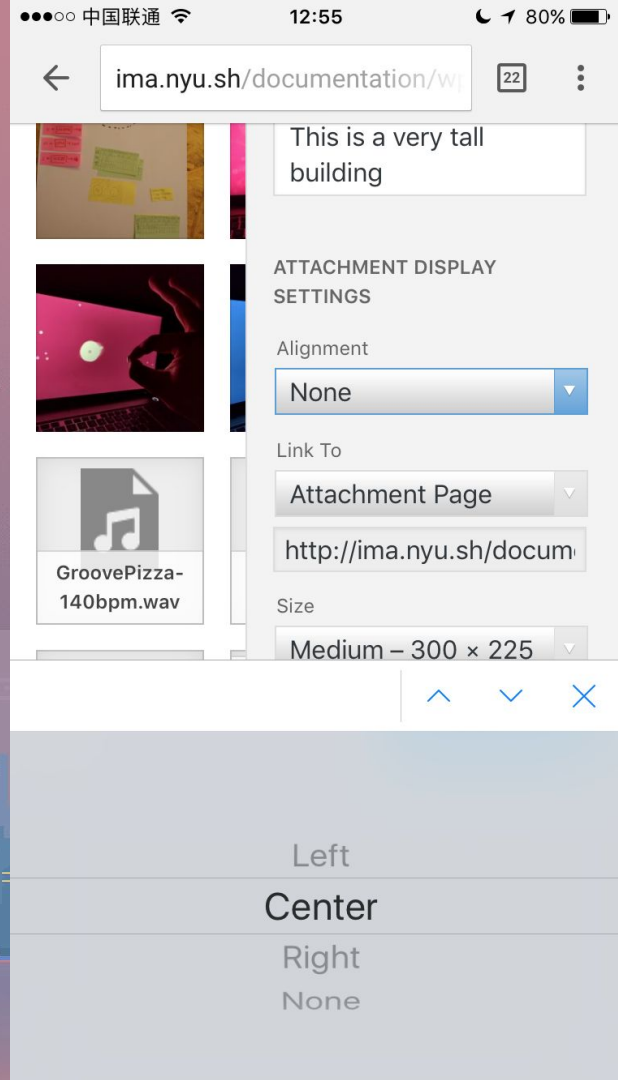 中国联通 12:55 80%
ima.nyu.sh/documentation/w
22
This is a very tall
building
ATTACHMENT DISPLAY
SETTINGS
Alignment
None
Link To
Attachment Page
http://ima.nyu.sh/docum
Size
Medium – 300 × 225
GroovePizza-
140bpm.wav
Left
Center
Right
None